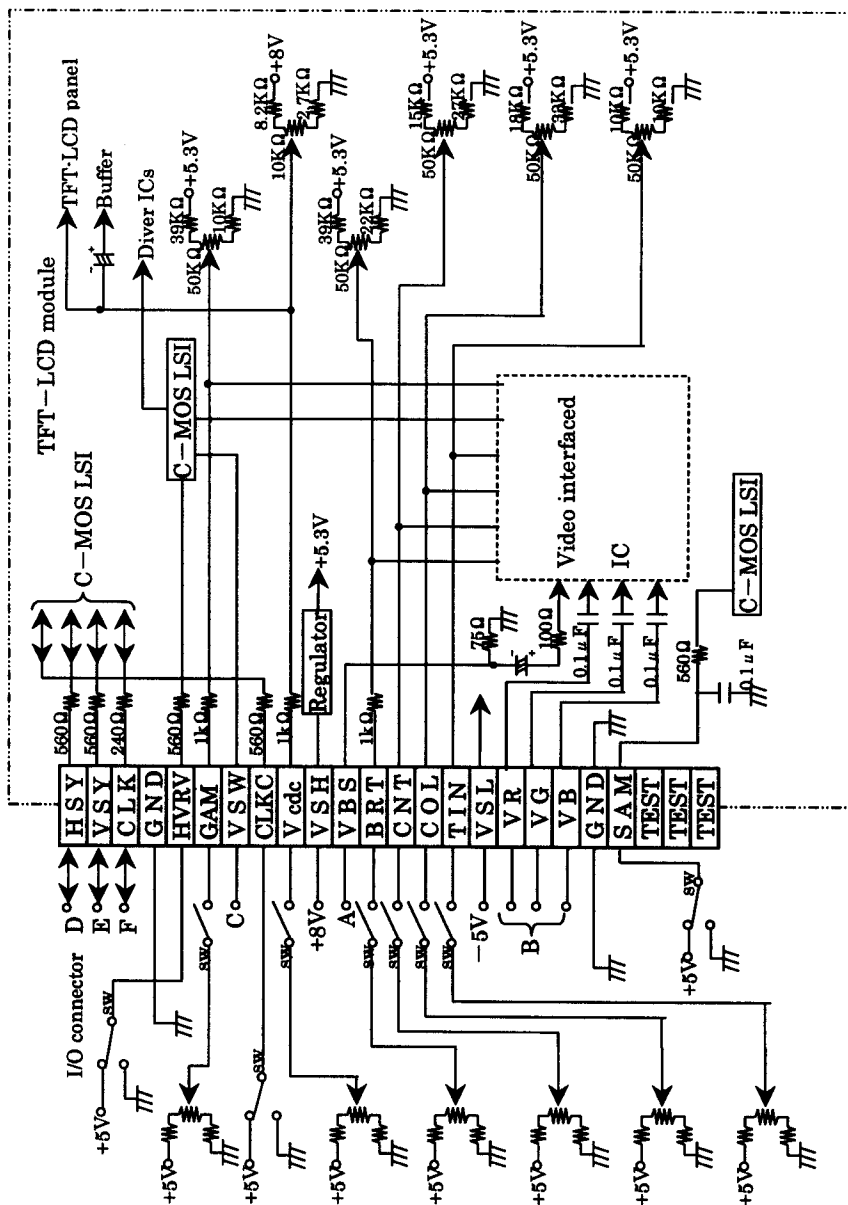 TFT-LCD module
TFT-LCD panel
Buffer
Diver ICs
C-MOS LSI
C-MOS LSI
+5.3V
39KΩ
10KΩ
50KΩ
+8V
8.2KΩ
2.7KΩ
10KΩ
+5.3V
39KΩ
22KΩ
50KΩ
+5.3V
15KΩ
27KΩ
50KΩ
+5.3V
18KΩ
33KΩ
50KΩ
+5.3V
10KΩ
10KΩ
50KΩ
Regulator
+5.3V
Video interfaced
IC
75Ω
- +
100Ω
0.1μF
0.1μF
0.1μF
560Ω
0.1μF
C-MOS LSI
560Ω
560Ω
240Ω
560Ω
1kΩ
560Ω
1kΩ
1kΩ
I/O connector
HSY
VSY
CLK
GND
HVRV
GAM
VSW
CLKC
Vcdc
VSH
VBS
BRT
CNT
COL
TIN
VSL
VR
VG
VB
GND
SAM
TEST
TEST
TEST
D
E
F
C
+8V
A
-5V
B
sw
sw
sw
sw
sw
sw
sw
sw
sw
+5V
+5V
+5V
+5V
+5V
+5V
+5V
+5V
+5V